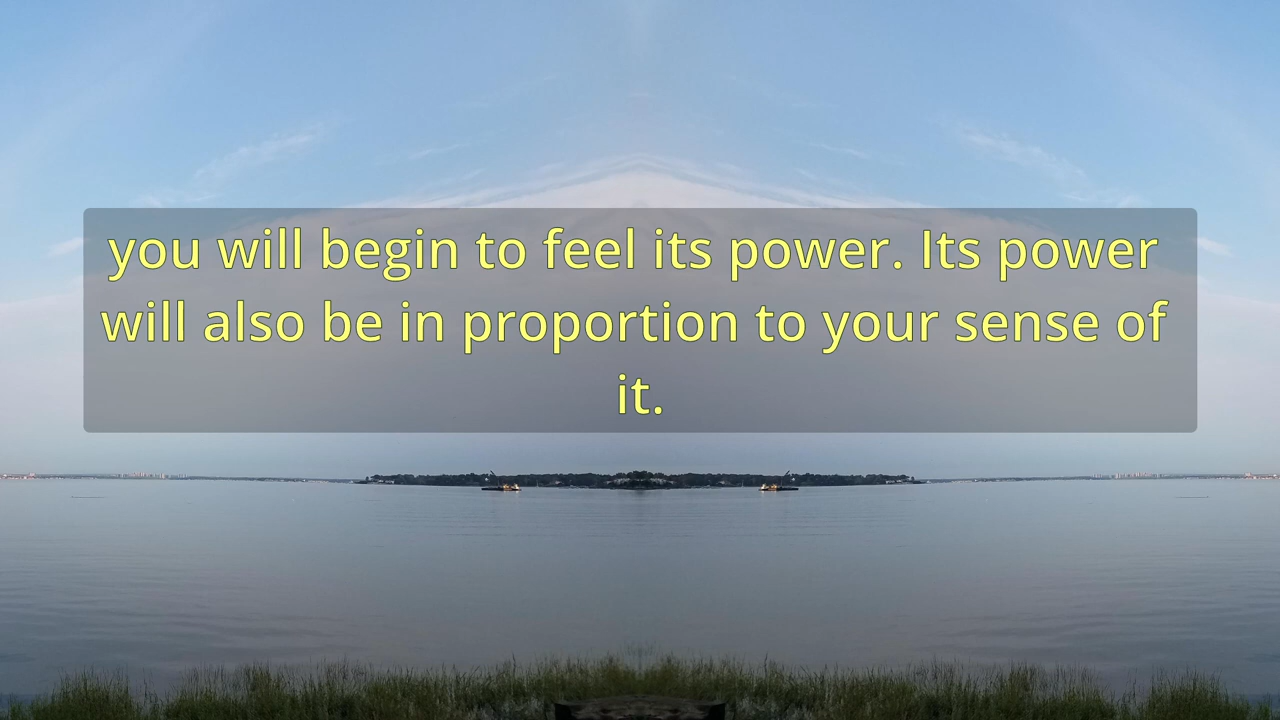 you will begin to feel its power. Its power
will also be in proportion to your sense of
it.